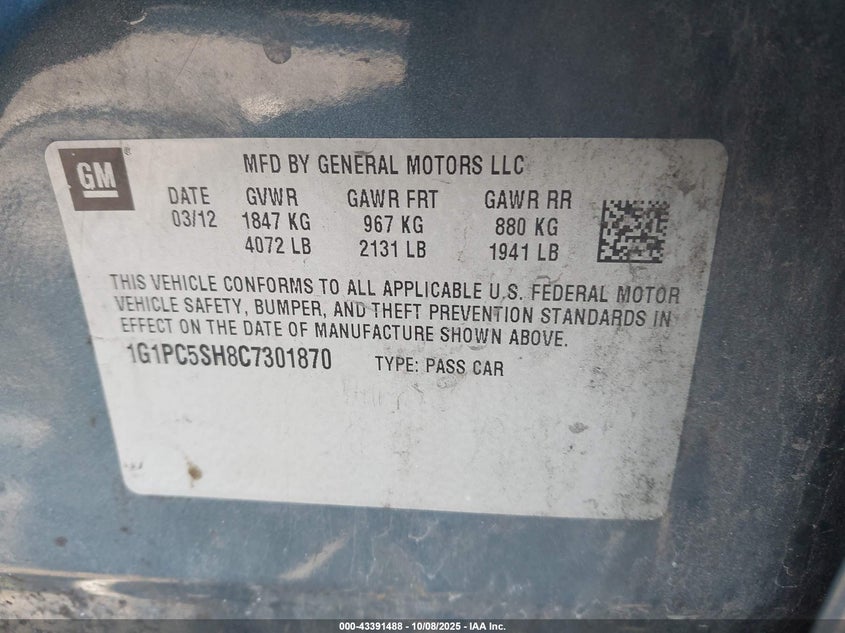 GM®
MFD BY GENERAL MOTORS LLC
DATE GVWR GAWR FRT GAWR RR
03/12 1847 KG 967 KG 880 KG
4072 LB 2131 LB 1941 LB
THIS VEHICLE CONFORMS TO ALL APPLICABLE U.S. FEDERAL MOTOR
VEHICLE SAFETY, BUMPER, AND THEFT PREVENTION STANDARDS IN
EFFECT ON THE DATE OF MANUFACTURE SHOWN ABOVE.
1G1PC5SH8C7301870 TYPE: PASS CAR
000-43391488 - 10/08/2025 - IAA Inc.